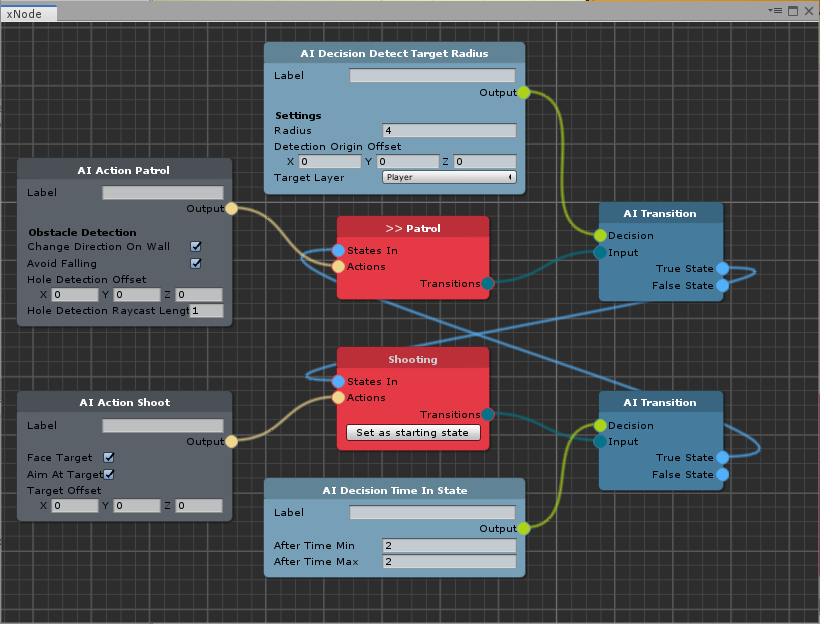 xNode
AI Decision Detect Target Radius
Label
Output
Settings
Radius 4
Detection Origin Offset
X 0 Y 0 Z 0
Target Layer Player
AI Action Patrol
Label
Output
Obstacle Detection
Change Direction On Wall
Avoid Falling
Hole Detection Offset
X 0 Y 0 Z 0
Hole Detection Raycast Lengt 1
>> Patrol
States In
Actions
Transitions
AI Transition
Decision
Input
True State
False State
Shooting
States In
Actions
Transitions
Set as starting state
AI Action Shoot
Label
Output
Face Target
Aim At Target
Target Offset
X 0 Y 0 Z 0
AI Transition
Decision
Input
True State
False State
AI Decision Time In State
Label
Output
After Time Min 2
After Time Max 2